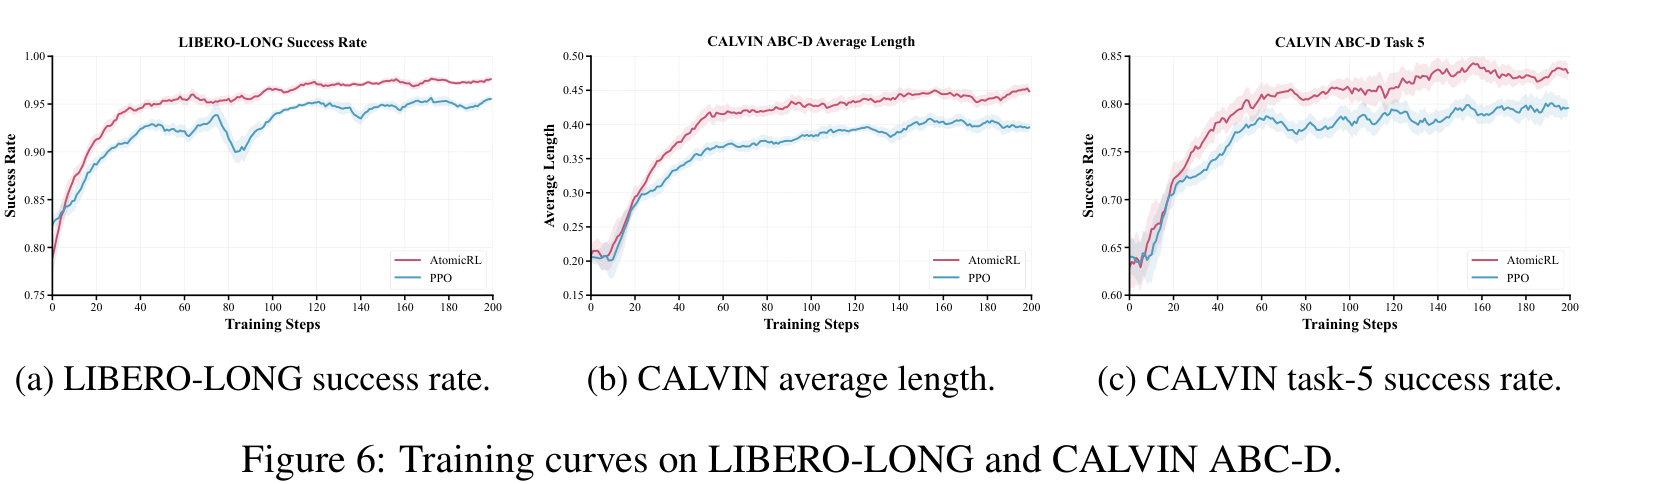 LIBERO-LONG Success Rate
1.00
0.95
0.90
0.85
0.80
0.75
Success Rate
0 20 40 60 80 100 120 140 160 180 200
Training Steps
AtomicRL
PPO
(a) LIBERO-LONG success rate.
CALVIN ABC-D Average Length
0.50
0.45
0.40
0.35
0.30
0.25
0.20
0.15
Average Length
0 20 40 60 80 100 120 140 160 180 200
Training Steps
AtomicRL
PPO
(b) CALVIN average length.
CALVIN ABC-D Task 5
0.85
0.80
0.75
0.70
0.65
0.60
Success Rate
0 20 40 60 80 100 120 140 160 180 200
Training Steps
AtomicRL
PPO
(c) CALVIN task-5 success rate.
Figure 6: Training curves on LIBERO-LONG and CALVIN ABC-D.